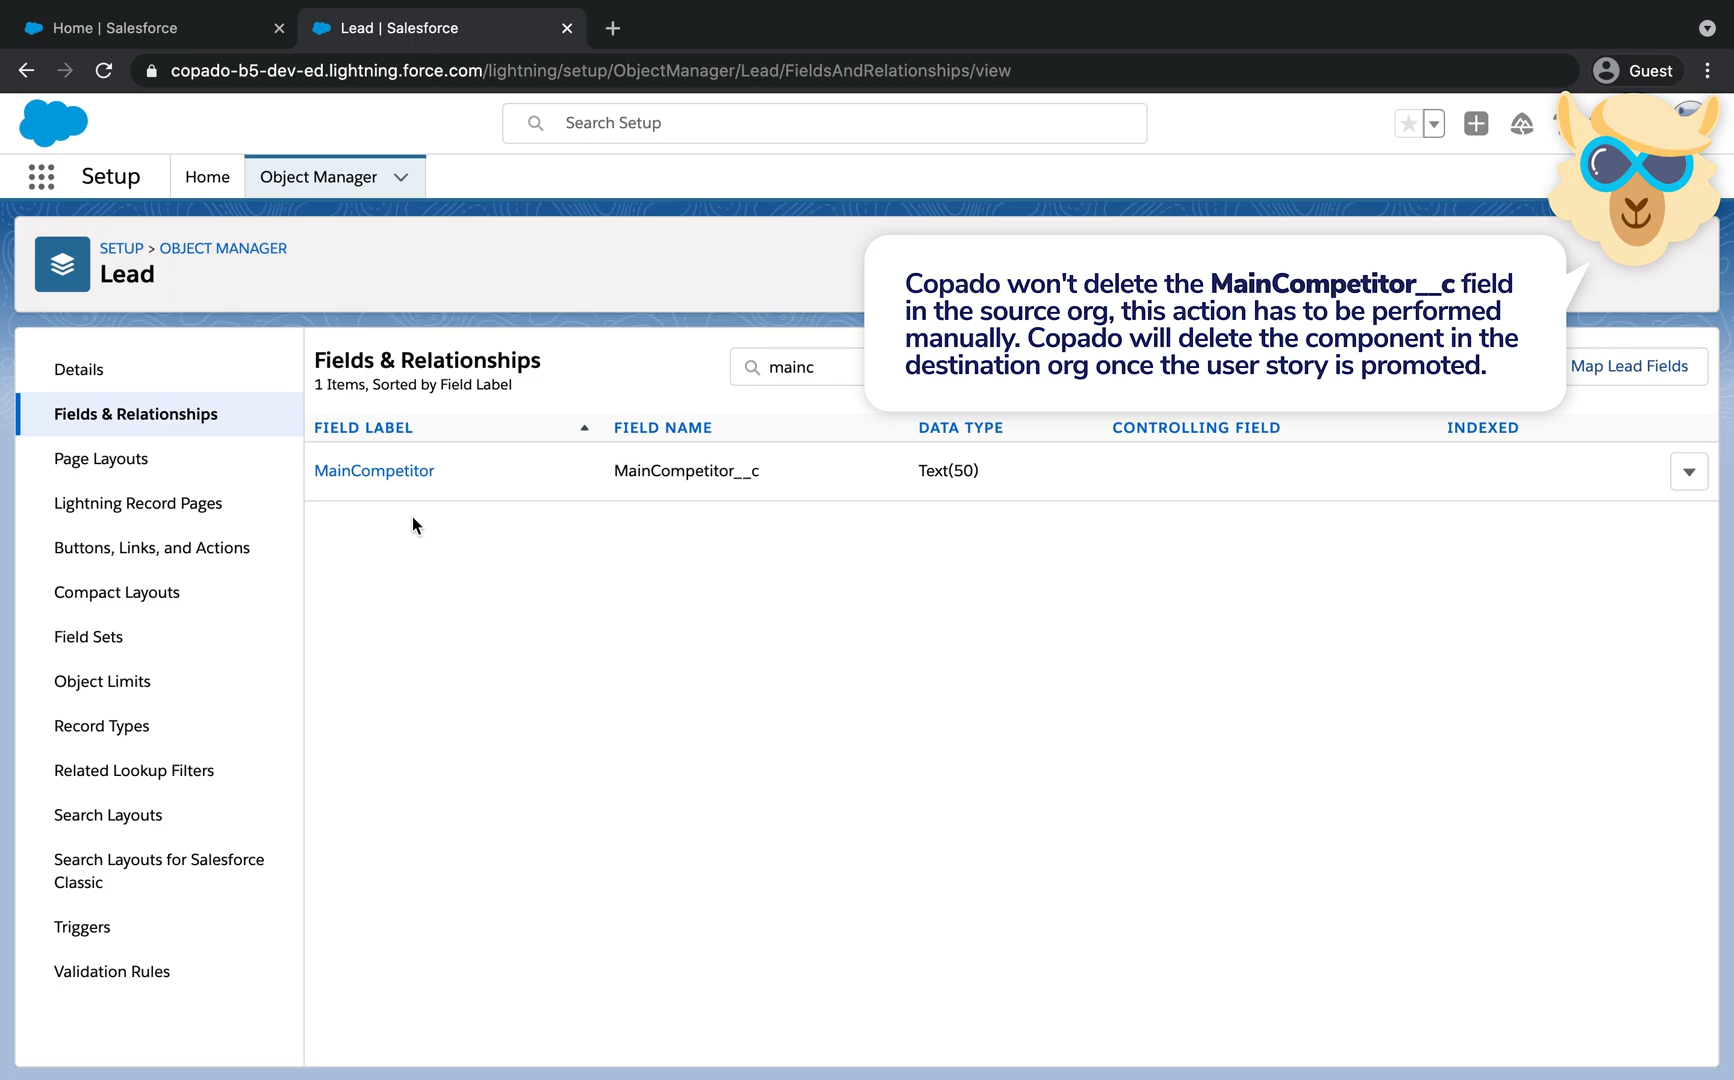 Home | Salesforce
Lead | Salesforce
copado-b5-dev-ed.lightning.force.com/lightning/setup/ObjectManager/Lead/FieldsAndRelationships/view
Guest
Search Setup
Setup
Home
Object Manager
SETUP > OBJECT MANAGER
Lead
Copado won't delete the MainCompetitor__c field
in the source org, this action has to be performed
manually. Copado will delete the component in the
destination org once the user story is promoted.
Details
Fields & Relationships
Page Layouts
Lightning Record Pages
Buttons, Links, and Actions
Compact Layouts
Field Sets
Object Limits
Record Types
Related Lookup Filters
Search Layouts
Search Layouts for Salesforce
Classic
Triggers
Validation Rules
Fields & Relationships
1 Items, Sorted by Field Label
mainc
Map Lead Fields
FIELD LABEL
FIELD NAME
DATA TYPE
CONTROLLING FIELD
INDEXED
MainCompetitor
MainCompetitor__c
Text(50)